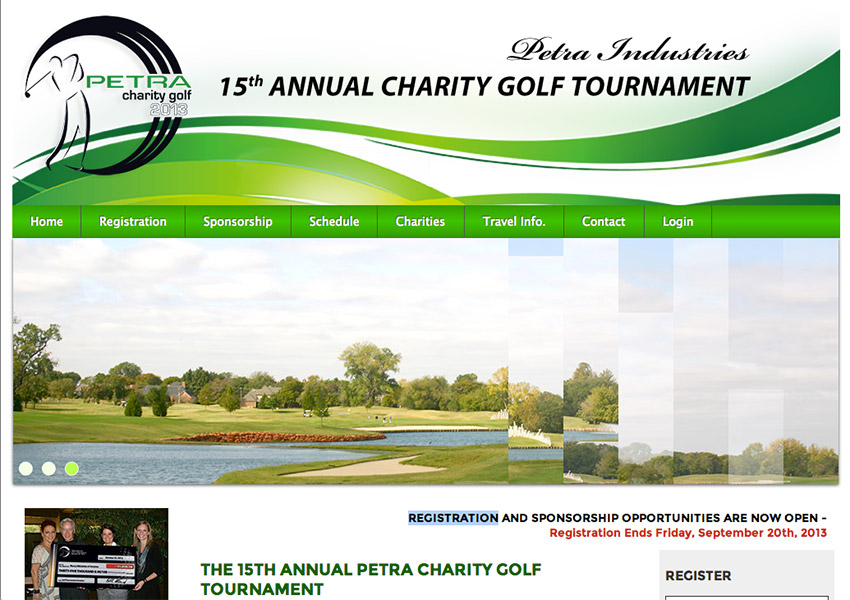 PETRA
charity golf
2013
Petra Industries
15th ANNUAL CHARITY GOLF TOURNAMENT
Home Registration Sponsorship Schedule Charities Travel Info. Contact Login
REGISTRATION AND SPONSORSHIP OPPORTUNITIES ARE NOW OPEN -
Registration Ends Friday, September 20th, 2013
THE 15TH ANNUAL PETRA CHARITY GOLF
TOURNAMENT
REGISTER